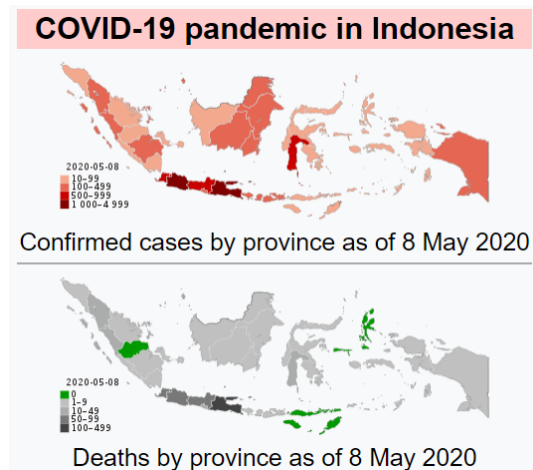 COVID-19 pandemic in Indonesia
2020-05-08
10–99
100–499
500–999
1 000–4 999
Confirmed cases by province as of 8 May 2020
2020-05-08
0
1–9
10–49
50–99
100–499
Deaths by province as of 8 May 2020